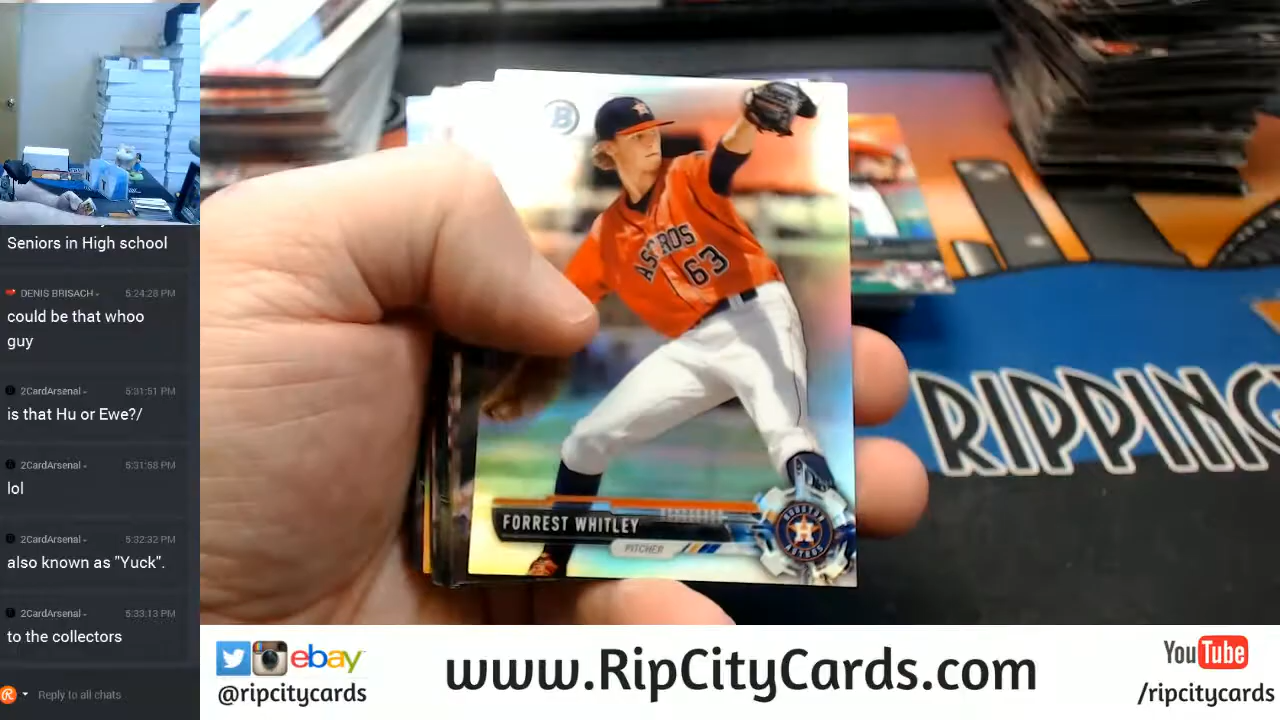 Seniors in High school
DENIS BRISACH
5:24:28 PM
could be that whoo
guy
2CardArsenal
5:31:51 PM
is that Hu or Ewe?/
2CardArsenal
5:31:58 PM
lol
2CardArsenal
5:32:32 PM
also known as "Yuck".
2CardArsenal
5:33:13 PM
to the collectors
Reply to all chats
B
ASTROS
63
FORREST WHITLEY
PITCHER
HOUSTON
H
ASTROS
RIPPING
ebay
@ripcitycards
www.RipCityCards.com
YouTube
/ripcitycards